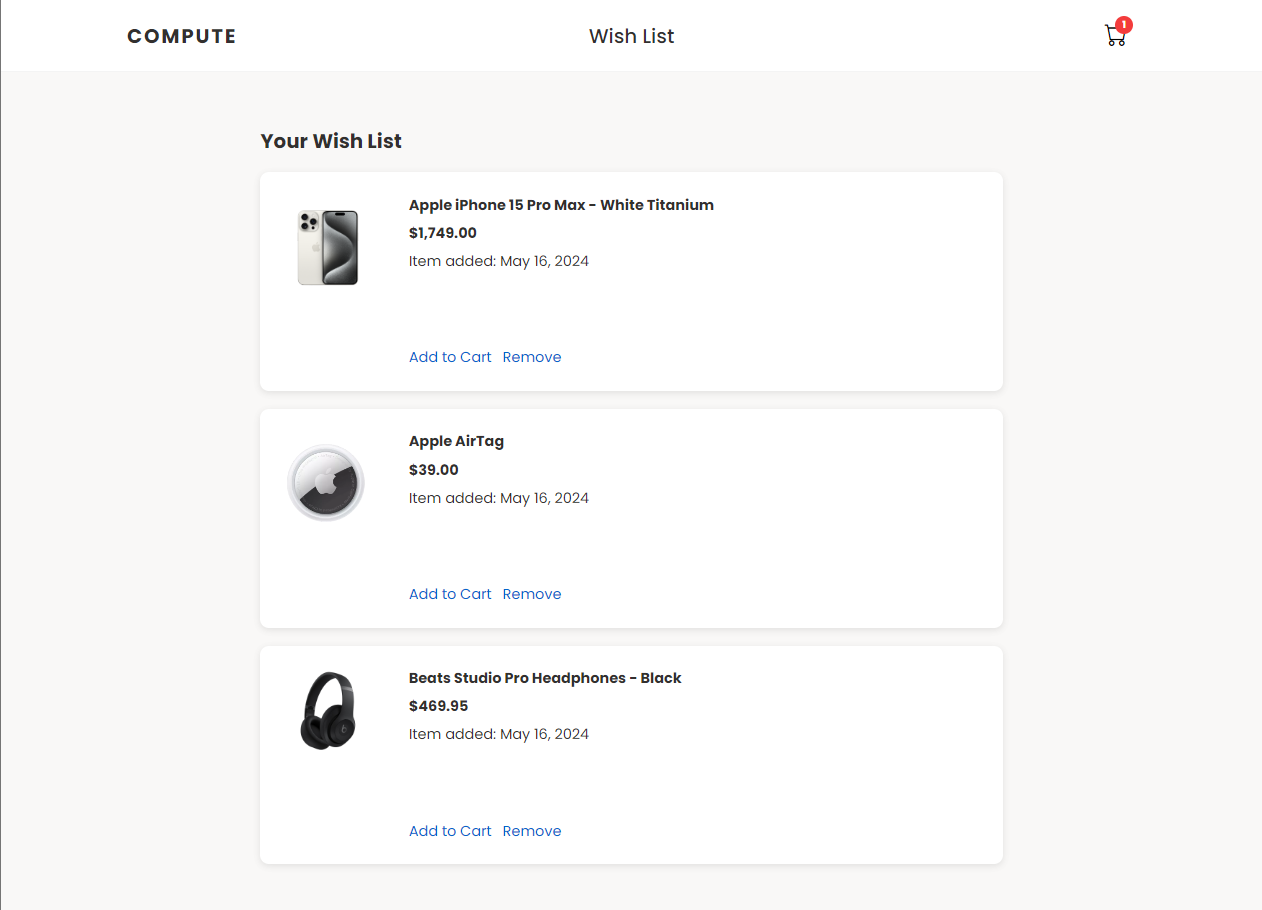 COMPUTE
Wish List
1
Your Wish List
Apple iPhone 15 Pro Max - White Titanium
$1,749.00
Item added: May 16, 2024
Add to Cart Remove
Apple AirTag
$39.00
Item added: May 16, 2024
Add to Cart Remove
Beats Studio Pro Headphones - Black
$469.95
Item added: May 16, 2024
Add to Cart Remove